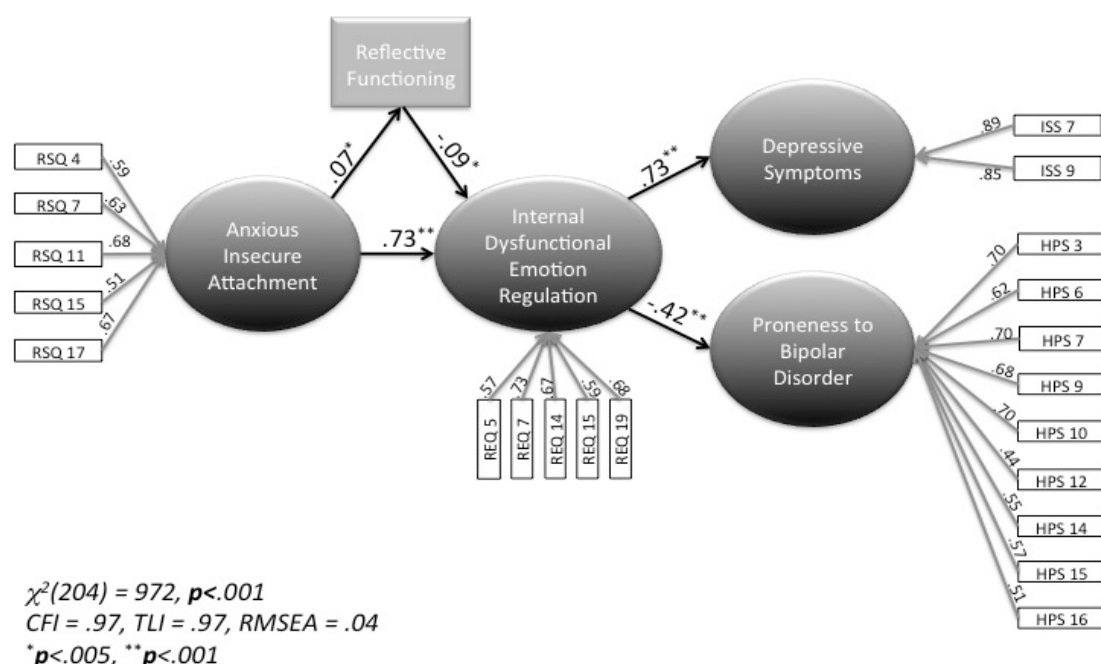 Reflective
Functioning
.07*
-.09*
RSQ 4
RSQ 7
RSQ 11
RSQ 15
RSQ 17
.59
.63
.68
.51
.67
Anxious
Insecure
Attachment
.73**
Internal
Dysfunctional
Emotion
Regulation
.57
.73
.67
.59
.68
REQ 5
REQ 7
REQ 14
REQ 15
REQ 19
.73**
-.42**
Depressive
Symptoms
.89
.85
ISS 7
ISS 9
Proneness to
Bipolar
Disorder
.70
.62
.70
.68
.70
.44
.55
.57
.51
HPS 3
HPS 6
HPS 7
HPS 9
HPS 10
HPS 12
HPS 14
HPS 15
HPS 16
χ²(204) = 972, p<.001
CFI = .97, TLI = .97, RMSEA = .04
*p<.005, **p<.001